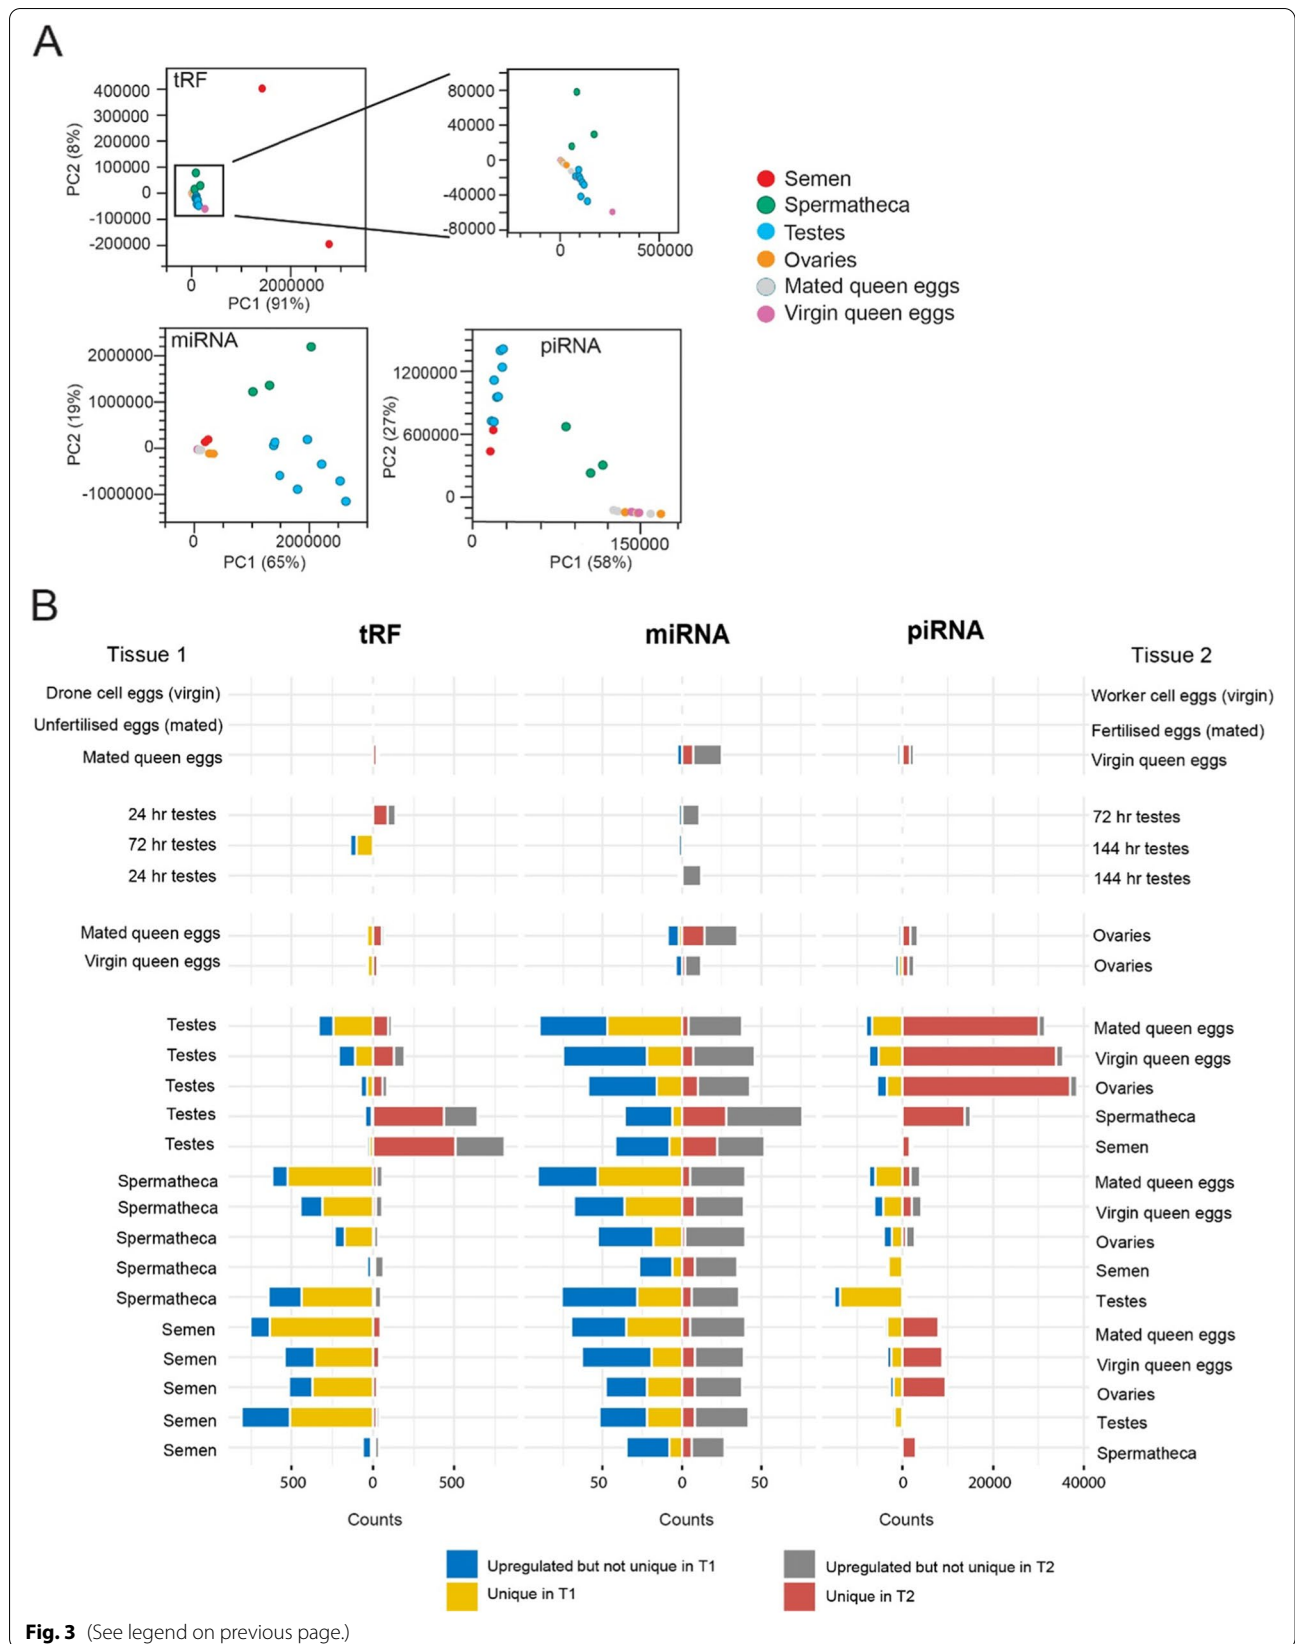 A
tRF
400000
300000
200000
100000
0
-100000
-200000
PC2 (8%)
0 2000000
PC1 (91%)
80000
40000
0
-40000
-80000
0 500000
Semen
Spermatheca
Testes
Ovaries
Mated queen eggs
Virgin queen eggs
miRNA
2000000
1000000
0
-1000000
PC2 (19%)
0 2000000
PC1 (65%)
piRNA
1200000
600000
0
PC2 (27%)
0 150000
PC1 (58%)
B
tRF miRNA piRNA
Tissue 1 Tissue 2
Drone cell eggs (virgin) Worker cell eggs (virgin)
Unfertilised eggs (mated) Fertilised eggs (mated)
Mated queen eggs Virgin queen eggs
24 hr testes 72 hr testes
72 hr testes 144 hr testes
24 hr testes 144 hr testes
Mated queen eggs Ovaries
Virgin queen eggs Ovaries
Testes Mated queen eggs
Testes Virgin queen eggs
Testes Ovaries
Testes Spermatheca
Testes Semen
Spermatheca Mated queen eggs
Spermatheca Virgin queen eggs
Spermatheca Ovaries
Spermatheca Semen
Spermatheca Testes
Semen Mated queen eggs
Semen Virgin queen eggs
Semen Ovaries
Semen Testes
Semen Spermatheca
500 0 500 50 0 50 0 20000 40000
Counts Counts Counts
Upregulated but not unique in T1 Upregulated but not unique in T2
Unique in T1 Unique in T2
Fig. 3 (See legend on previous page.)